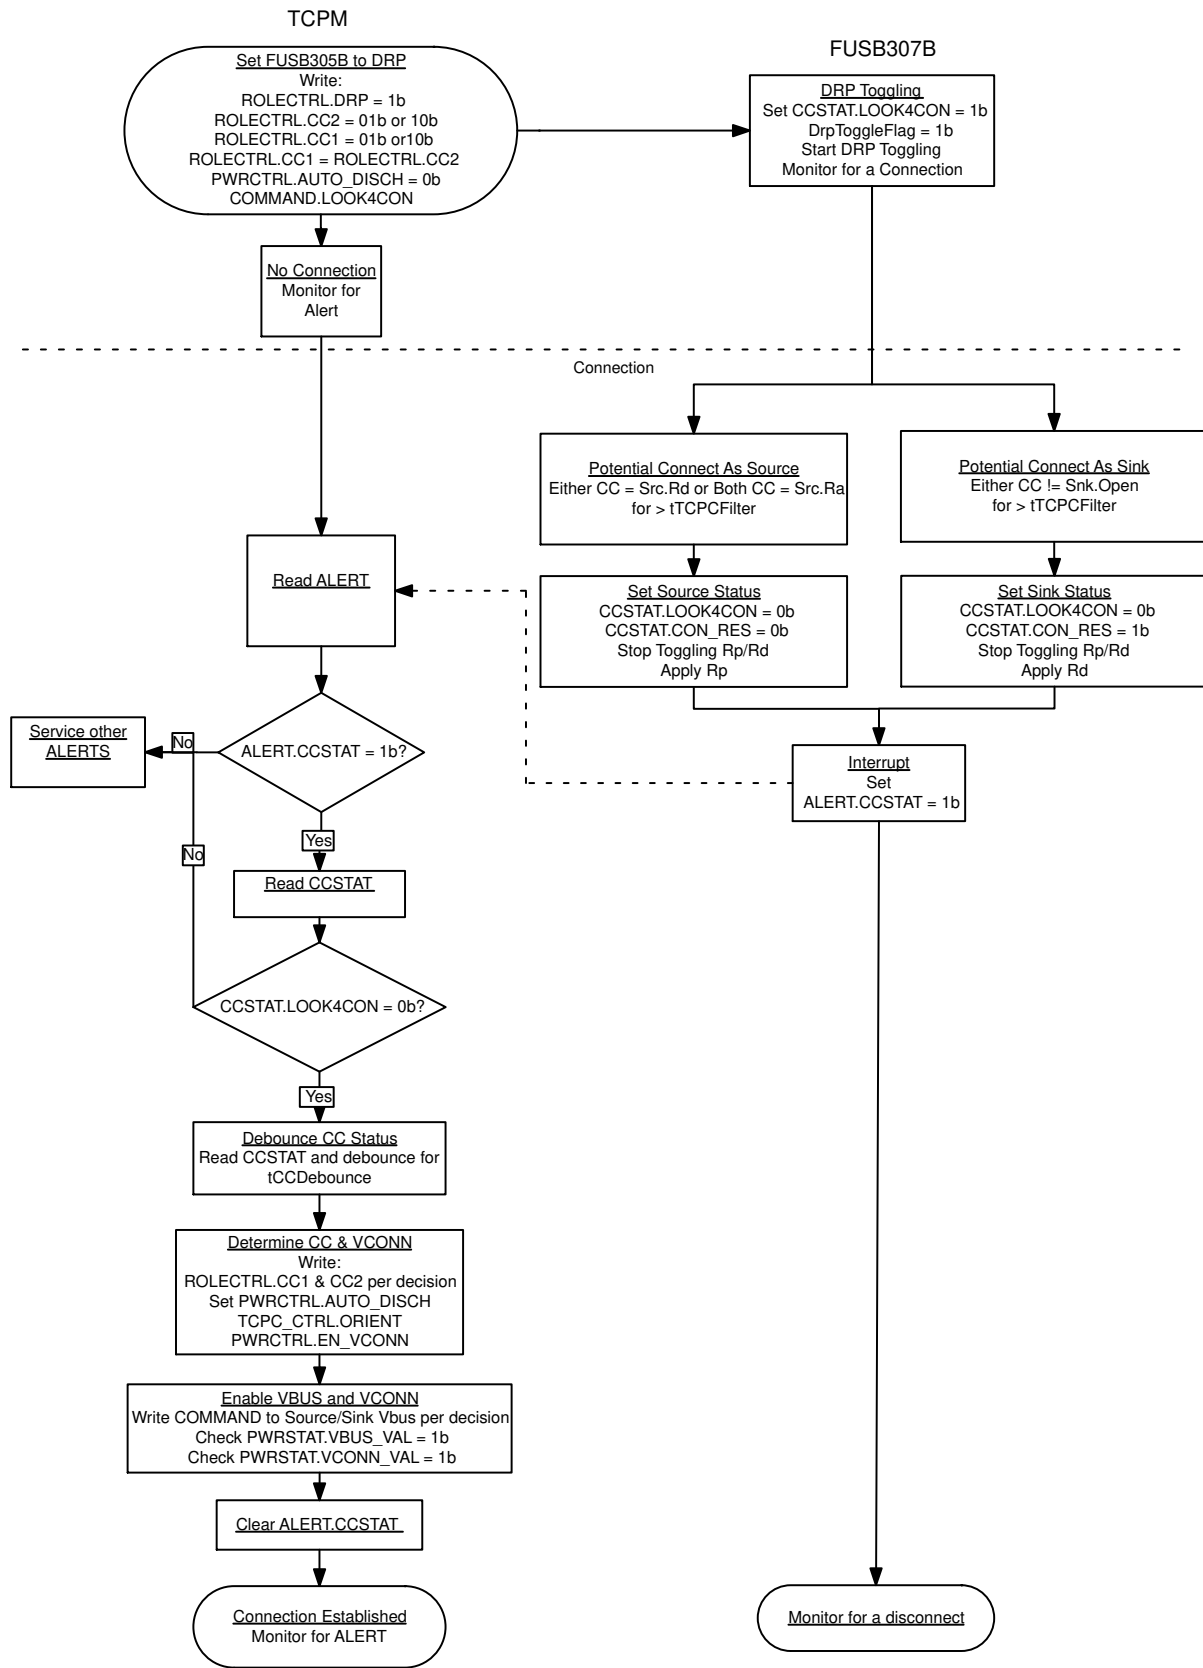 TCPM
FUSB307B
Set FUSB305B to DRP
Write:
ROLECTRL.DRP = 1b
ROLECTRL.CC2 = 01b or 10b
ROLECTRL.CC1 = 01b or10b
ROLECTRL.CC1 = ROLECTRL.CC2
PWRCTRL.AUTO_DISCH = 0b
COMMAND.LOOK4CON
DRP Toggling
Set CCSTAT.LOOK4CON = 1b
DrpToggleFlag = 1b
Start DRP Toggling
Monitor for a Connection
No Connection
Monitor for
Alert
Connection
Potential Connect As Source
Either CC = Src.Rd or Both CC = Src.Ra
for > tTCPCFilter
Potential Connect As Sink
Either CC != Snk.Open
for > tTCPCFilter
Read ALERT
Set Source Status
CCSTAT.LOOK4CON = 0b
CCSTAT.CON_RES = 0b
Stop Toggling Rp/Rd
Apply Rp
Set Sink Status
CCSTAT.LOOK4CON = 0b
CCSTAT.CON_RES = 1b
Stop Toggling Rp/Rd
Apply Rd
Service other
ALERTS
No
ALERT.CCSTAT = 1b?
Interrupt
Set
ALERT.CCSTAT = 1b
Yes
No
Read CCSTAT
CCSTAT.LOOK4CON = 0b?
Yes
Debounce CC Status
Read CCSTAT and debounce for
tCCDebounce
Determine CC & VCONN
Write:
ROLECTRL.CC1 & CC2 per decision
Set PWRCTRL.AUTO_DISCH
TCPC_CTRL.ORIENT
PWRCTRL.EN_VCONN
Enable VBUS and VCONN
Write COMMAND to Source/Sink Vbus per decision
Check PWRSTAT.VBUS_VAL = 1b
Check PWRSTAT.VCONN_VAL = 1b
Clear ALERT.CCSTAT
Connection Established
Monitor for ALERT
Monitor for a disconnect